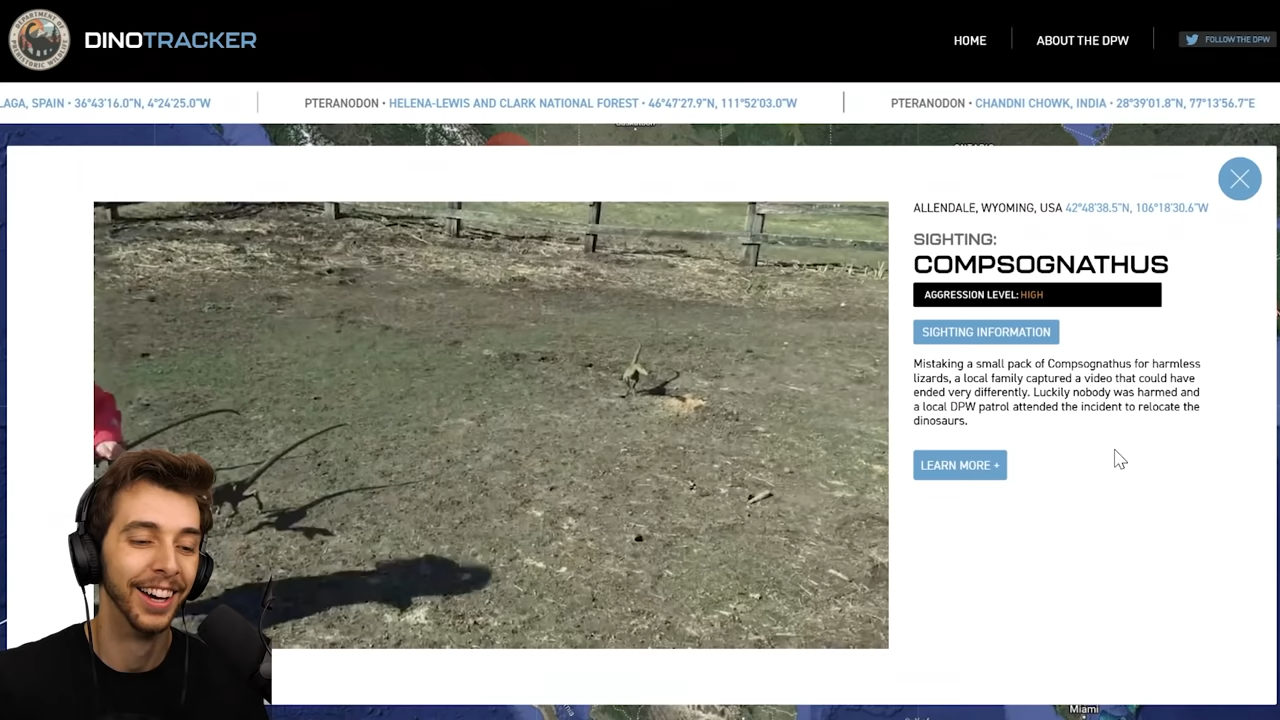 DEPARTMENT OF
PREHISTORIC WILDLIFE
DINOTRACKER
HOME
ABOUT THE DPW
FOLLOW THE DPW
LAGA, SPAIN • 36°43'16.0"N, 4°24'25.0"W
PTERANODON • HELENA-LEWIS AND CLARK NATIONAL FOREST • 46°47'27.9"N, 111°52'03.0"W
PTERANODON • CHANDNI CHOWK, INDIA • 28°39'01.8"N, 77°13'56.7"E
ALLENDALE, WYOMING, USA 42°48'38.5"N, 106°18'30.6"W
SIGHTING:
COMPSOGNATHUS
AGGRESSION LEVEL: HIGH
SIGHTING INFORMATION
Mistaking a small pack of Compsognathus for harmless
lizards, a local family captured a video that could have
ended very differently. Luckily nobody was harmed and
a local DPW patrol attended the incident to relocate the
dinosaurs.
LEARN MORE +
Miami